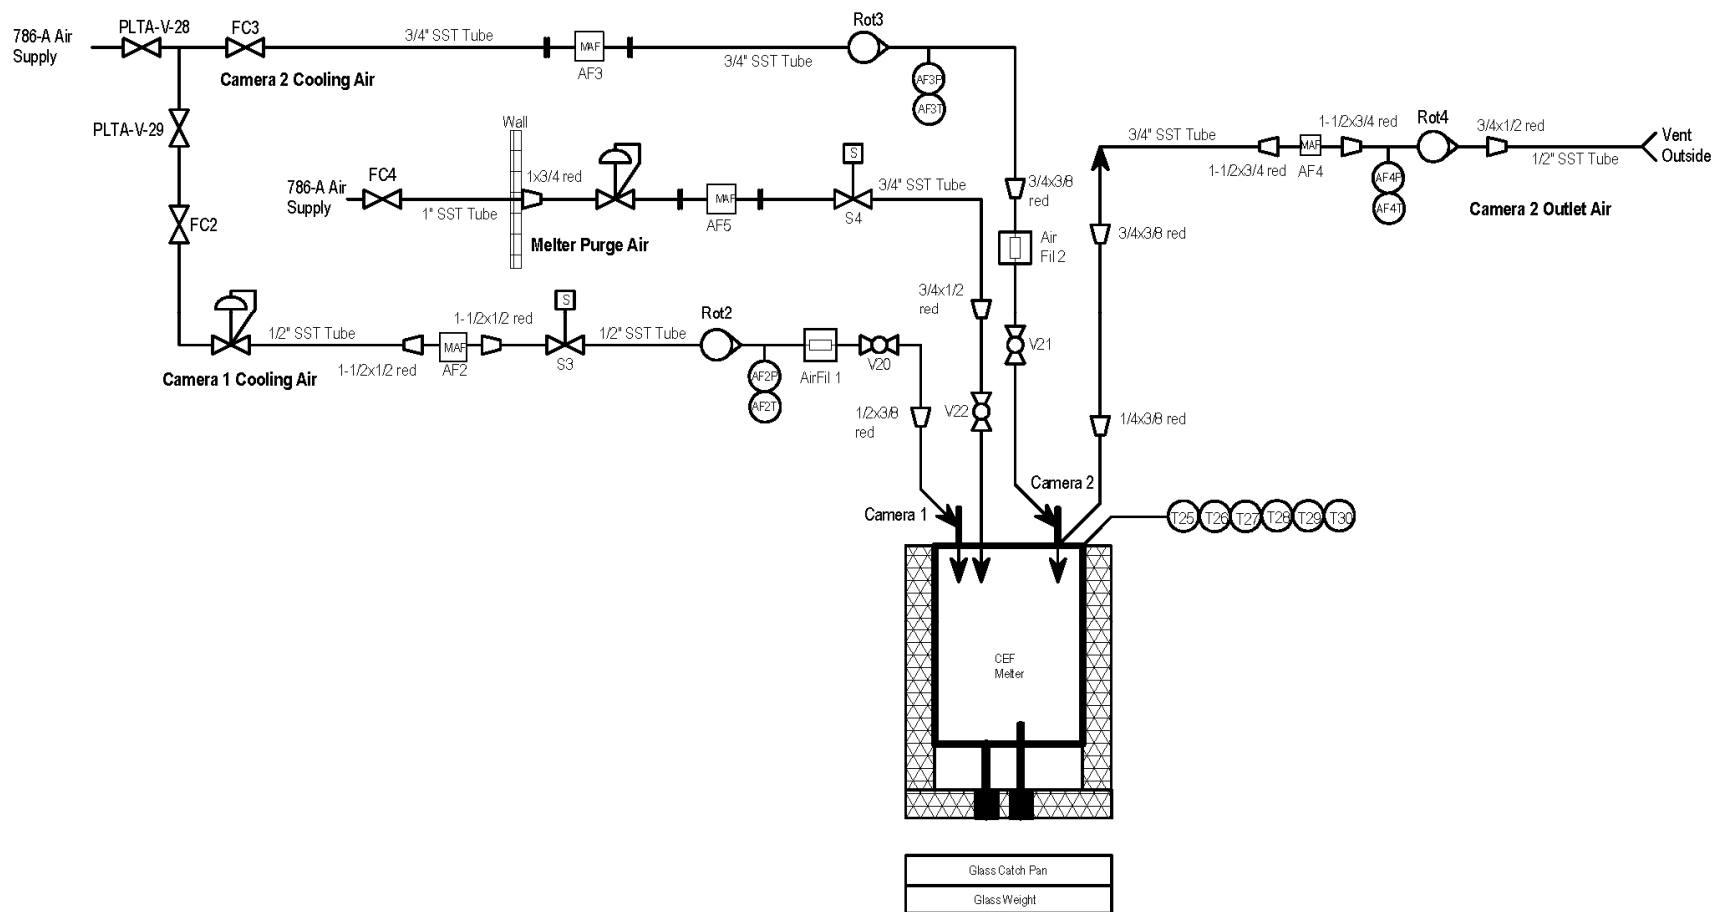 786-A Air
Supply
PLTA-V-28
FC3
3/4" SST Tube
Camera 2 Cooling Air
MAF
AF3
3/4" SST Tube
Rot3
AF3P
AF3T
PLTA-V-29
FC2
Wall
786-A Air
Supply
FC4
1" SST Tube
1x3/4 red
Melter Purge Air
MAF
AF5
S
S4
3/4" SST Tube
3/4x3/8
red
Air
Fil 2
3/4" SST Tube
1-1/2x3/4 red
MAF
AF4
1-1/2x3/4 red
Rot4
AF4P
AF4T
3/4x1/2 red
1/2" SST Tube
Vent
Outside
Camera 2 Outlet Air
3/4x3/8 red
3/4x1/2
red
1/2" SST Tube
Camera 1 Cooling Air
1-1/2x1/2 red
MAF
AF2
1-1/2x1/2 red
S
S3
1/2" SST Tube
Rot2
AF2P
AF2T
AirFil 1
V20
V21
1/2x3/8
red
V22
1/4x3/8 red
Camera 1
Camera 2
T25
T26
T27
T28
T29
T30
CEF
Melter
Glass Catch Pan
Glass Weight